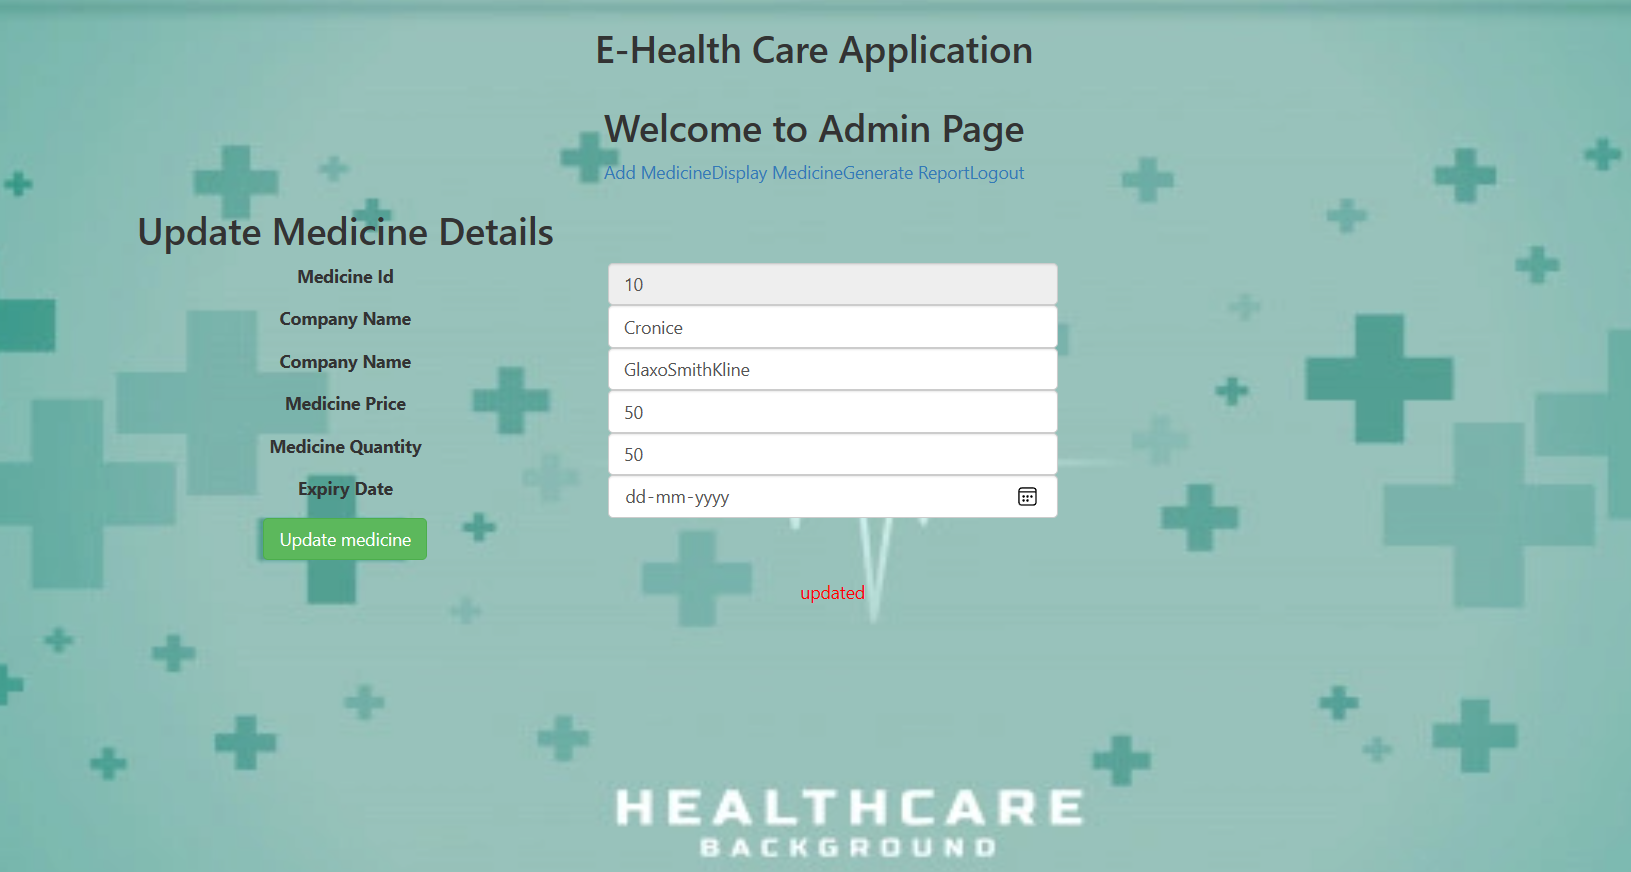 E-Health Care Application
Welcome to Admin Page
Add MedicineDisplay MedicineGenerate ReportLogout
Update Medicine Details
Medicine Id 10
Company Name Cronice
Company Name GlaxoSmithKline
Medicine Price 50
Medicine Quantity 50
Expiry Date dd-mm-yyyy
Update medicine
updated
HEALTHCARE
BACKGROUND